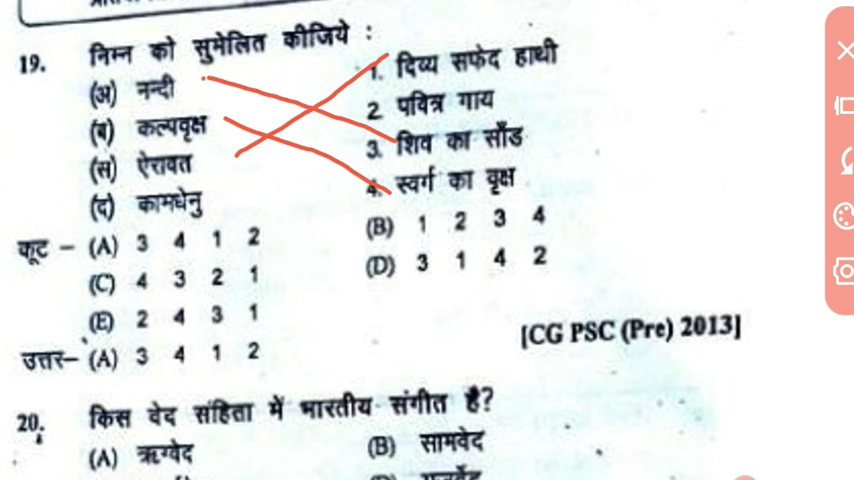 19. निम्न को सुमेलित कीजिये :
(अ) नन्दी 1. दिव्य सफेद हाथी
(ब) कल्पवृक्ष 2 पवित्र गाय
(स) ऐरावत 3. शिव का साँड
(द) कामधेनु 4. स्वर्ग का वृक्ष
कूट - (A) 3 4 1 2 (B) 1 2 3 4
(C) 4 3 2 1 (D) 3 1 4 2
(E) 2 4 3 1
[CG PSC (Pre) 2013]
उत्तर- (A) 3 4 1 2
20. किस वेद संहिता में भारतीय संगीत है?
(A) ऋग्वेद (B) सामवेद